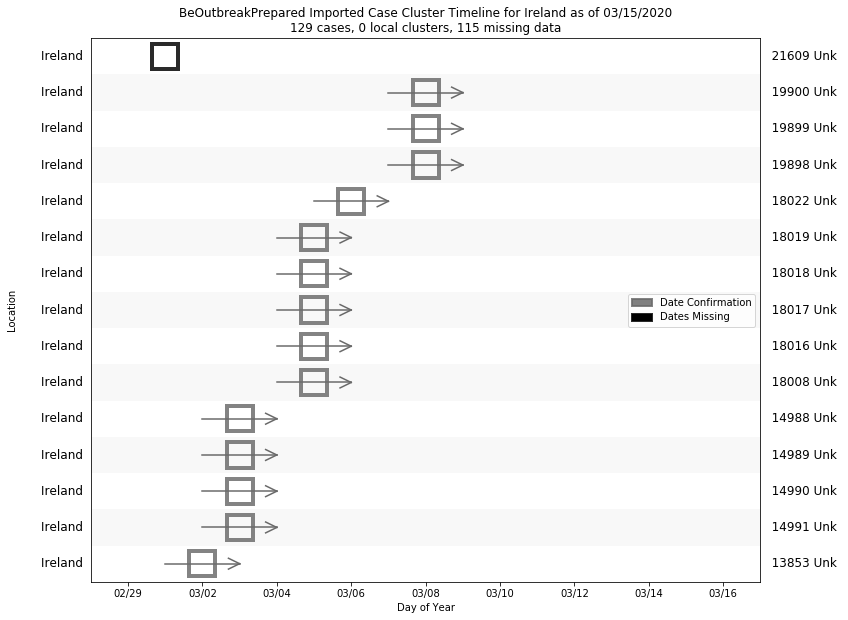 BeOutbreakPrepared Imported Case Cluster Timeline for Ireland as of 03/15/2020
129 cases, 0 local clusters, 115 missing data
Ireland 21609 Unk
Ireland 19900 Unk
Ireland 19899 Unk
Ireland 19898 Unk
Ireland 18022 Unk
Ireland 18019 Unk
Ireland 18018 Unk
Ireland 18017 Unk
Ireland 18016 Unk
Ireland 18008 Unk
Ireland 14988 Unk
Ireland 14989 Unk
Ireland 14990 Unk
Ireland 14991 Unk
Ireland 13853 Unk
Location
Date Confirmation
Dates Missing
02/29 03/02 03/04 03/06 03/08 03/10 03/12 03/14 03/16
Day of Year